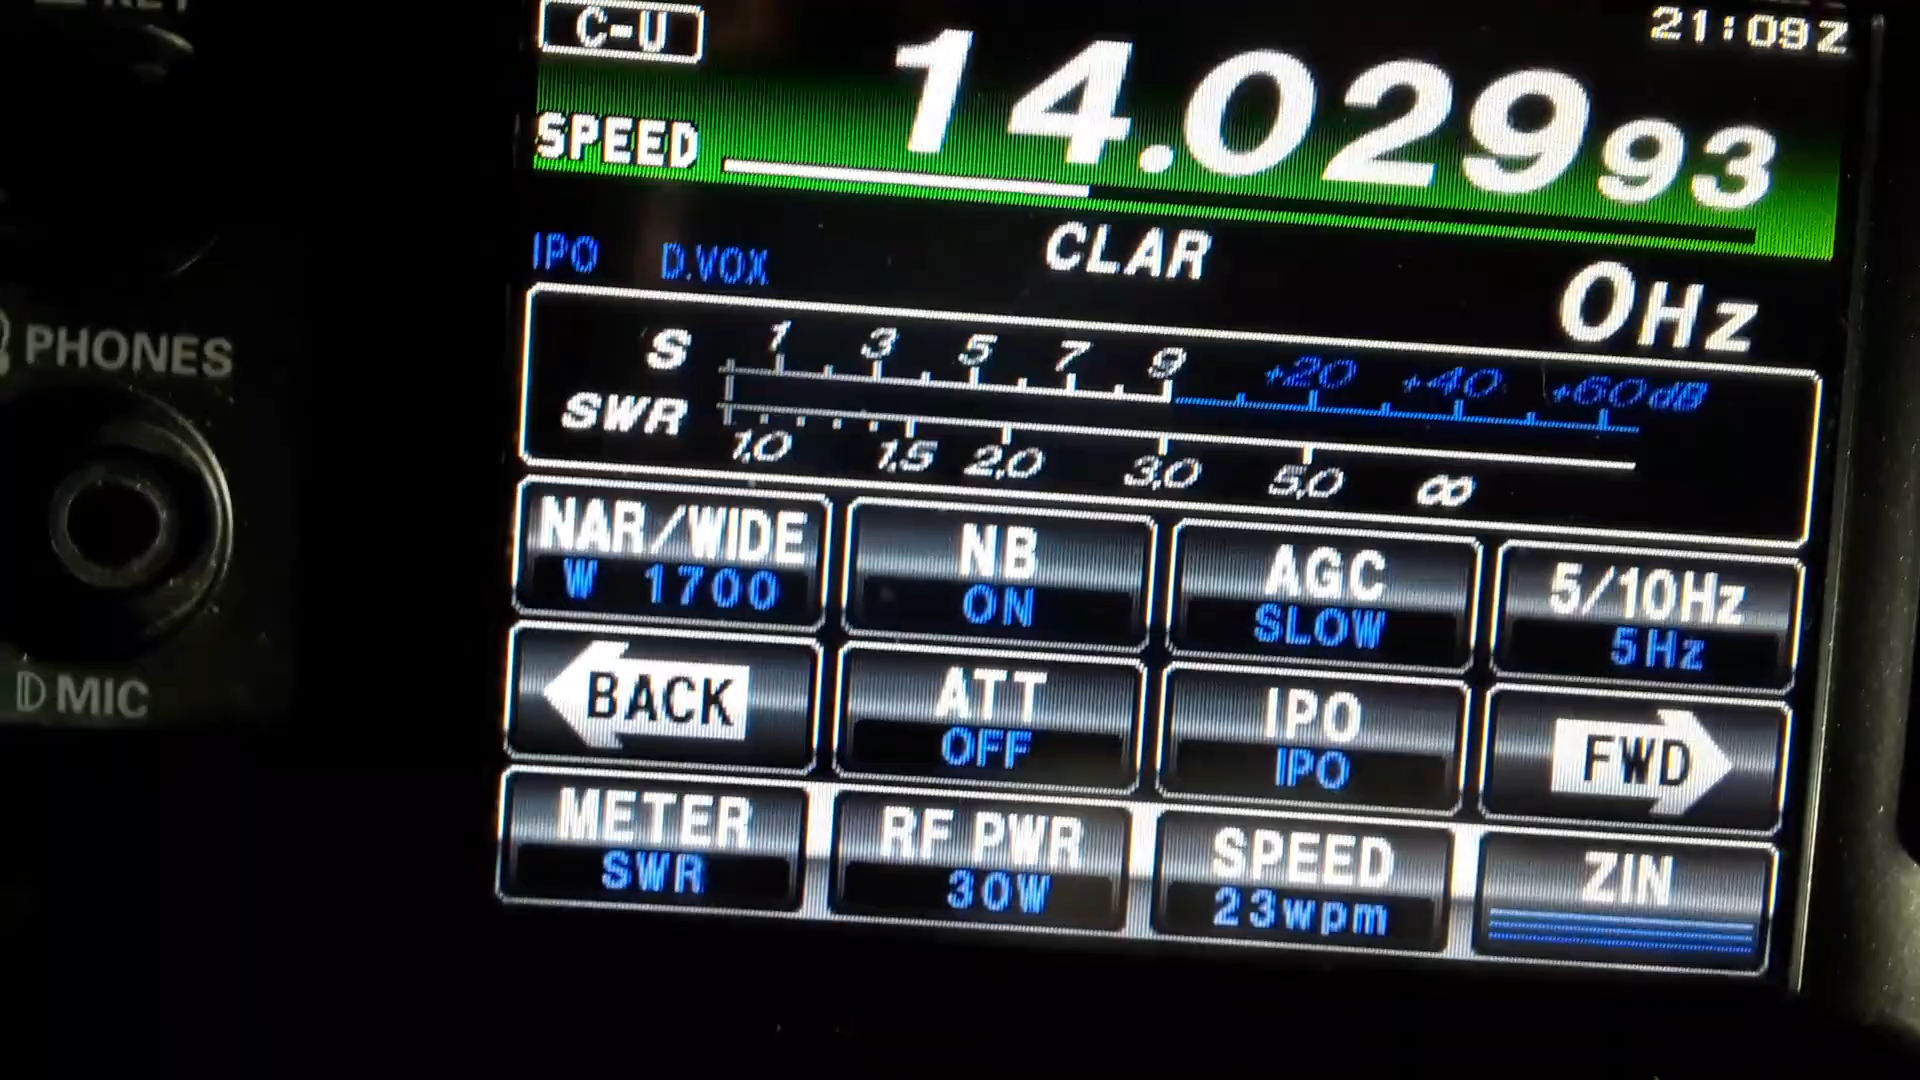 C-U 21:09Z
14.02993
SPEED
IPO D.VOX CLAR 0Hz
PHONES
S 1 3 5 7 9 +20 +40 +60dB
SWR 1,0 1,5 2,0 3,0 5,0 ∞
NAR/WIDE NB AGC 5/10Hz
W 1700 ON SLOW 5Hz
MIC
BACK ATT IPO FWD
OFF IPO
METER RF PWR SPEED ZIN
SWR 30W 23wpm